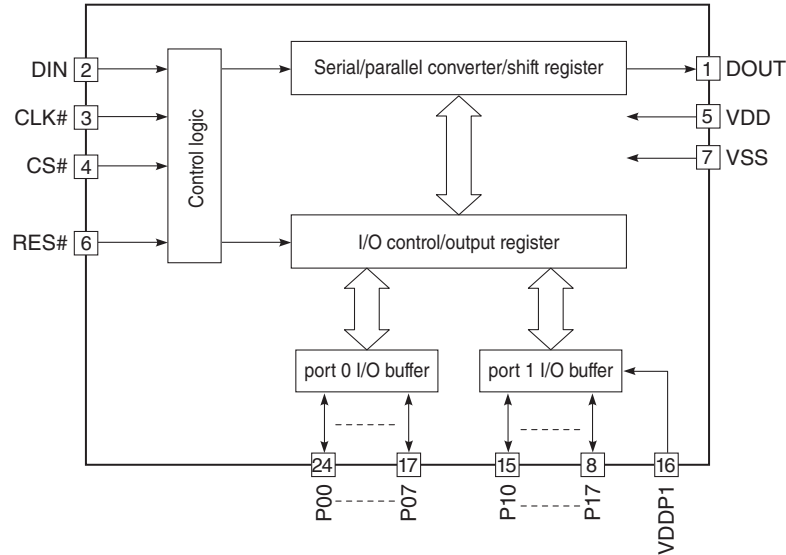 DIN 2
Serial/parallel converter/shift register
1 DOUT
CLK# 3
5 VDD
CS# 4
Control logic
7 VSS
RES# 6
I/O control/output register
port 0 I/O buffer
port 1 I/O buffer
24 17 15 8 16
P00 P07 P10 P17 VDDP1